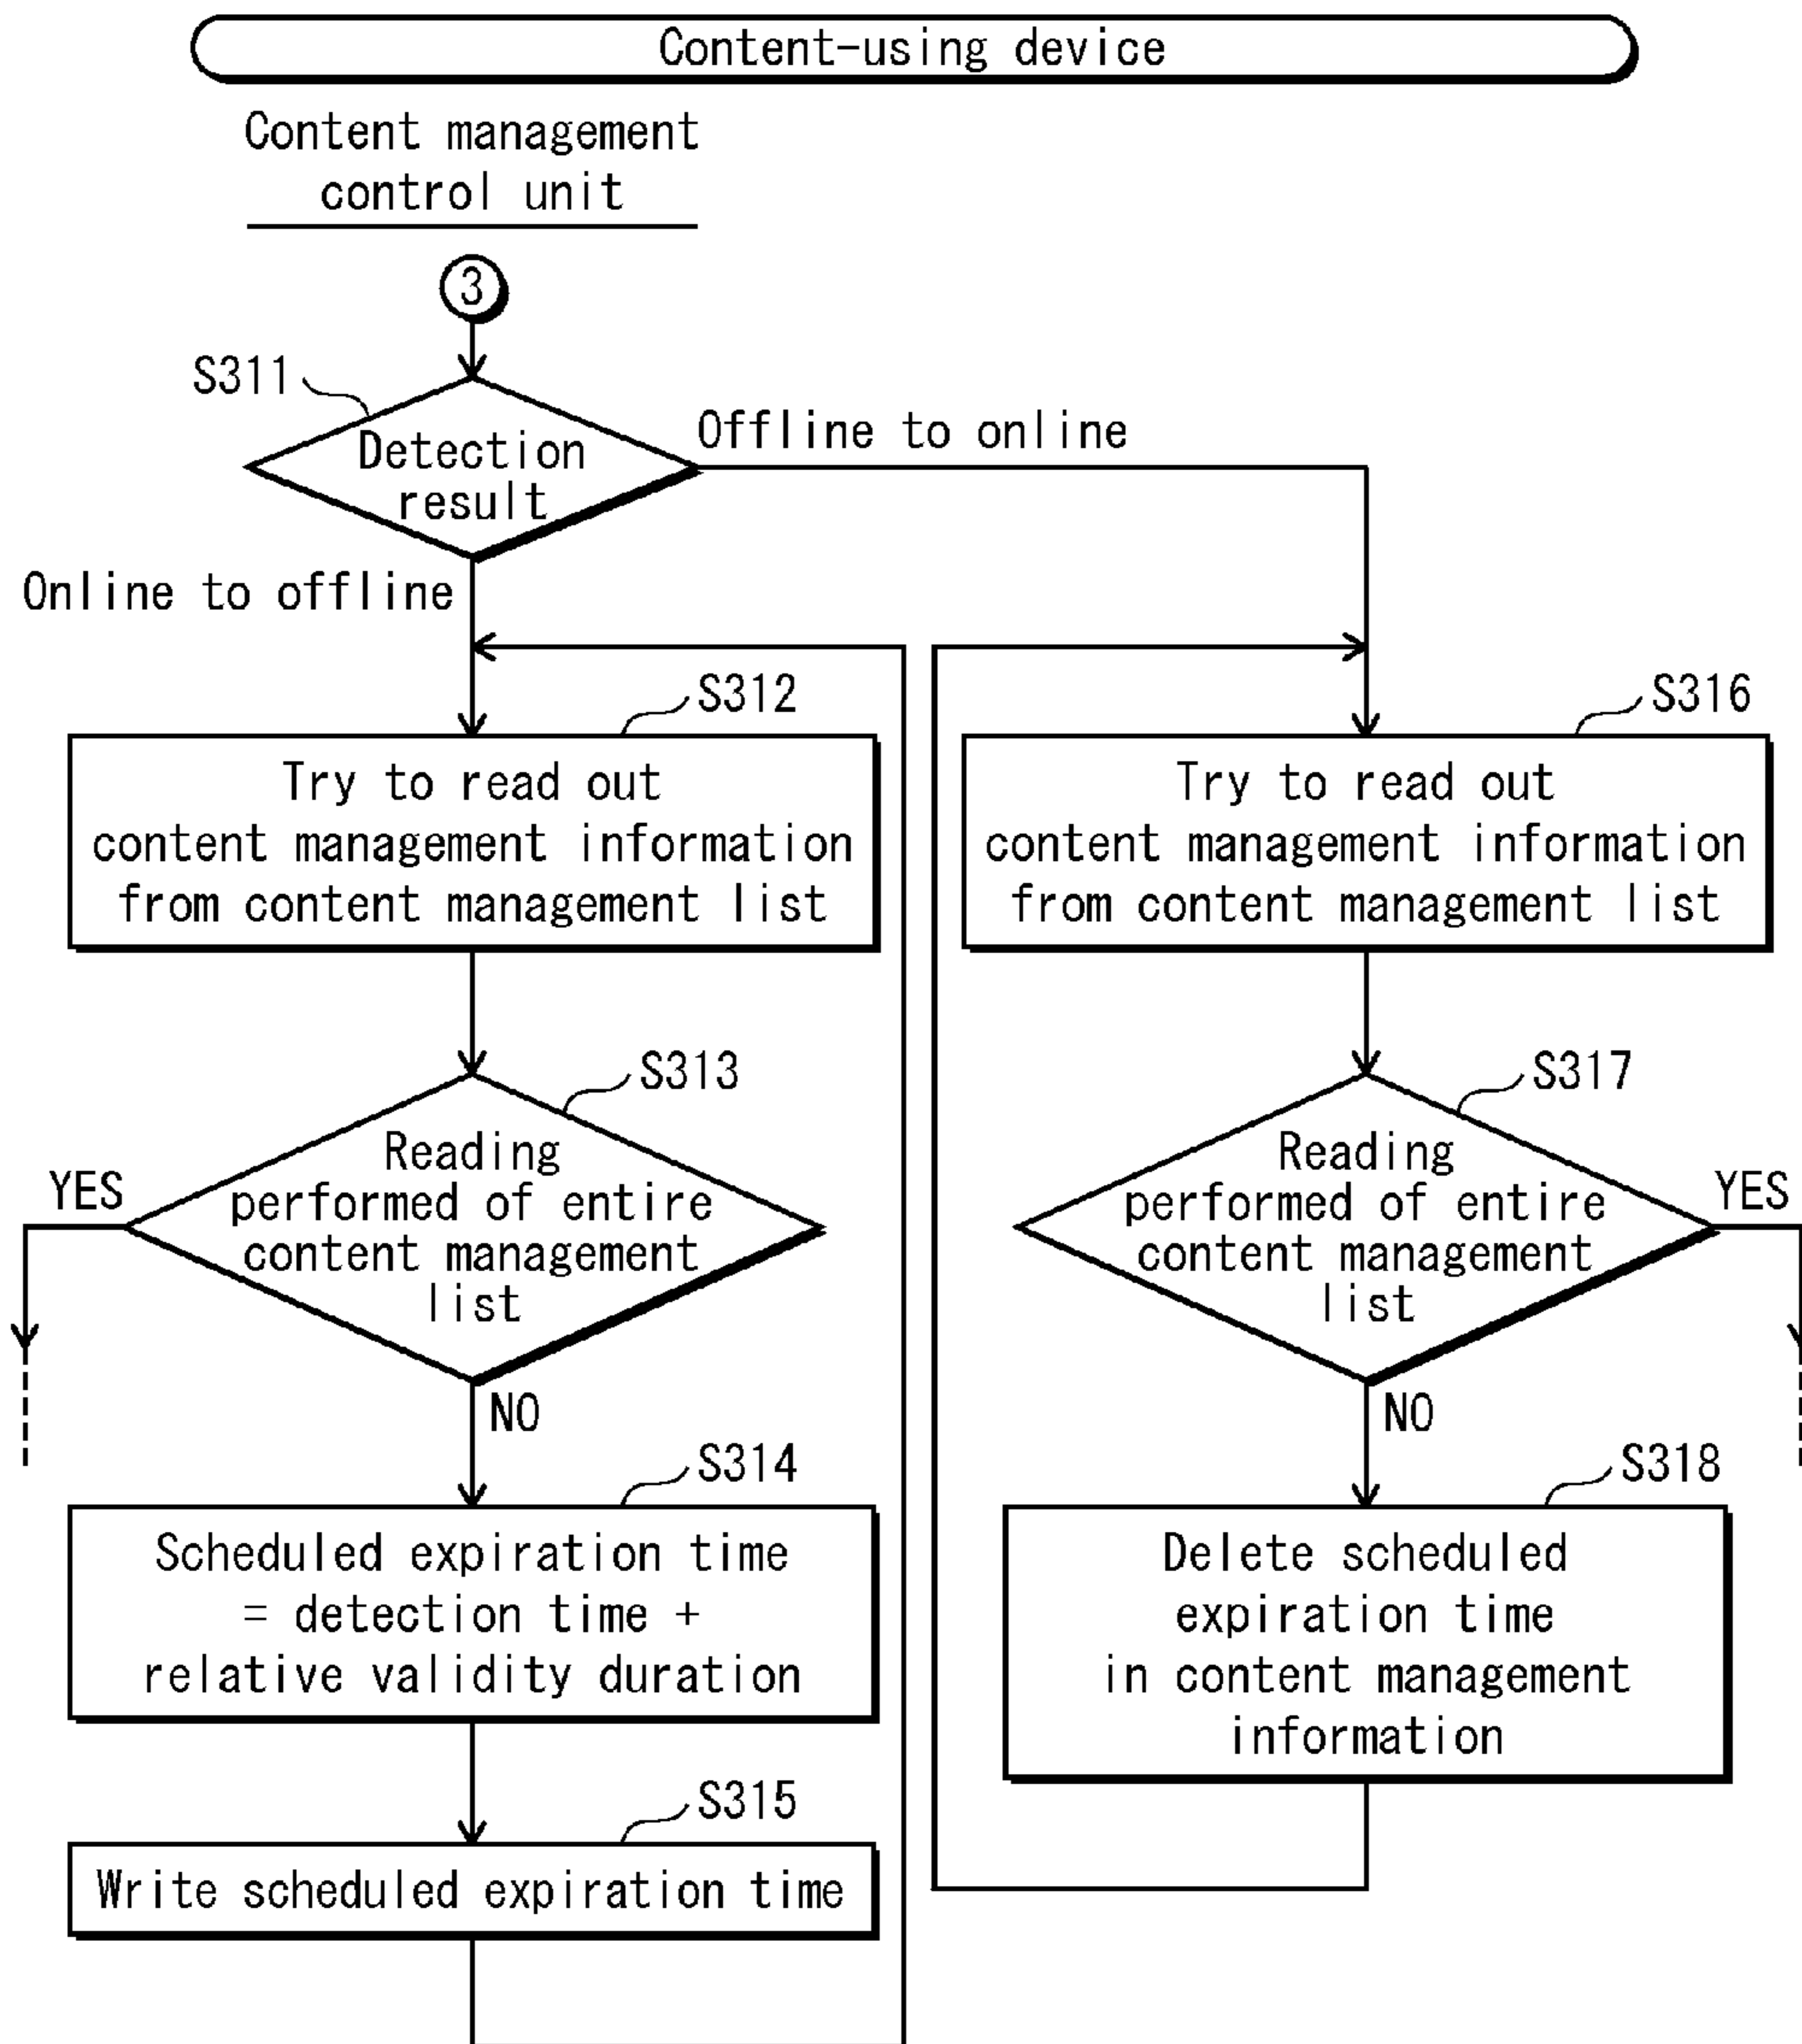 Content-using device
Content management
control unit
3
S311
Detection
result
Offline to online
Online to offline
S312
Try to read out
content management information
from content management list
S313
Reading
performed of entire
content management
list
YES
NO
S314
Scheduled expiration time
= detection time +
relative validity duration
S315
Write scheduled expiration time
S316
Try to read out
content management information
from content management list
S317
Reading
performed of entire
content management
list
YES
NO
S318
Delete scheduled
expiration time
in content management
information